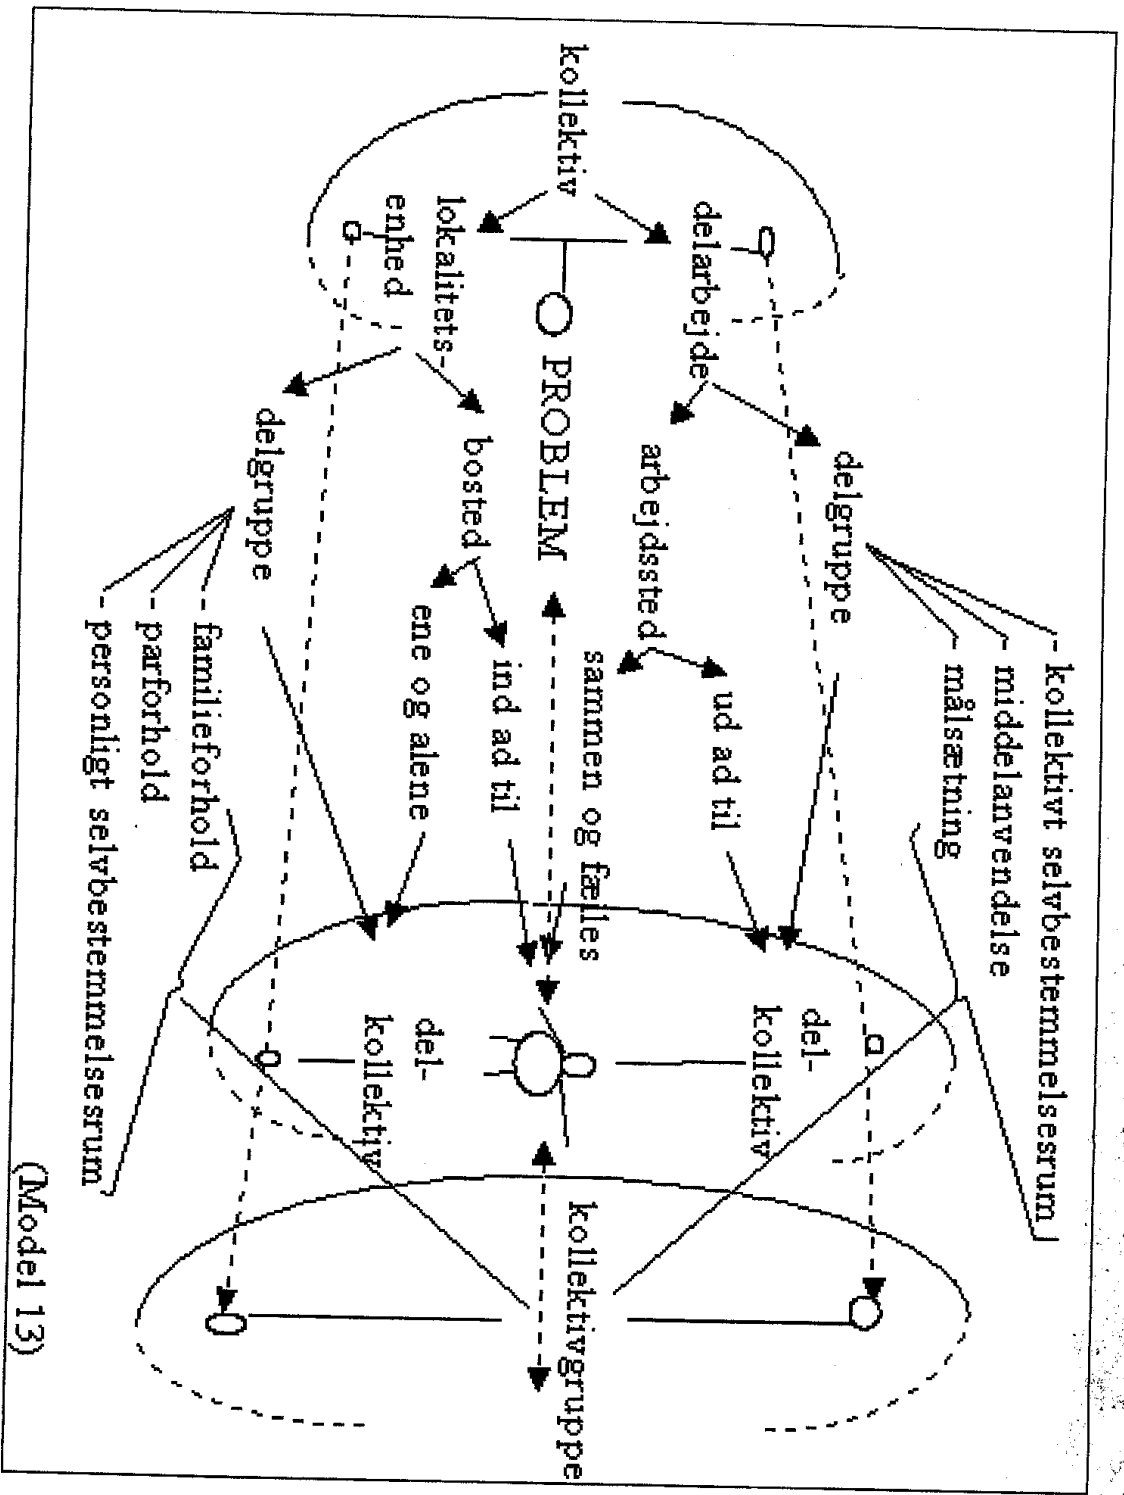 - kollektivt selvbestemmelsesrum
- middelanvendelse
- målsætning
delgruppe
del-
kollektiv
ud ad til
delarbejde
arbejdssted
sammen og fælles
kollektiv
PROBLEM
kollektivgruppe
ind ad til
bosted
lokalitets-
enhed
ene og alene
del-
kollektiv
delgruppe
- familieforhold
- parforhold
- personligt selvbestemmelsesrum
(Model 13)